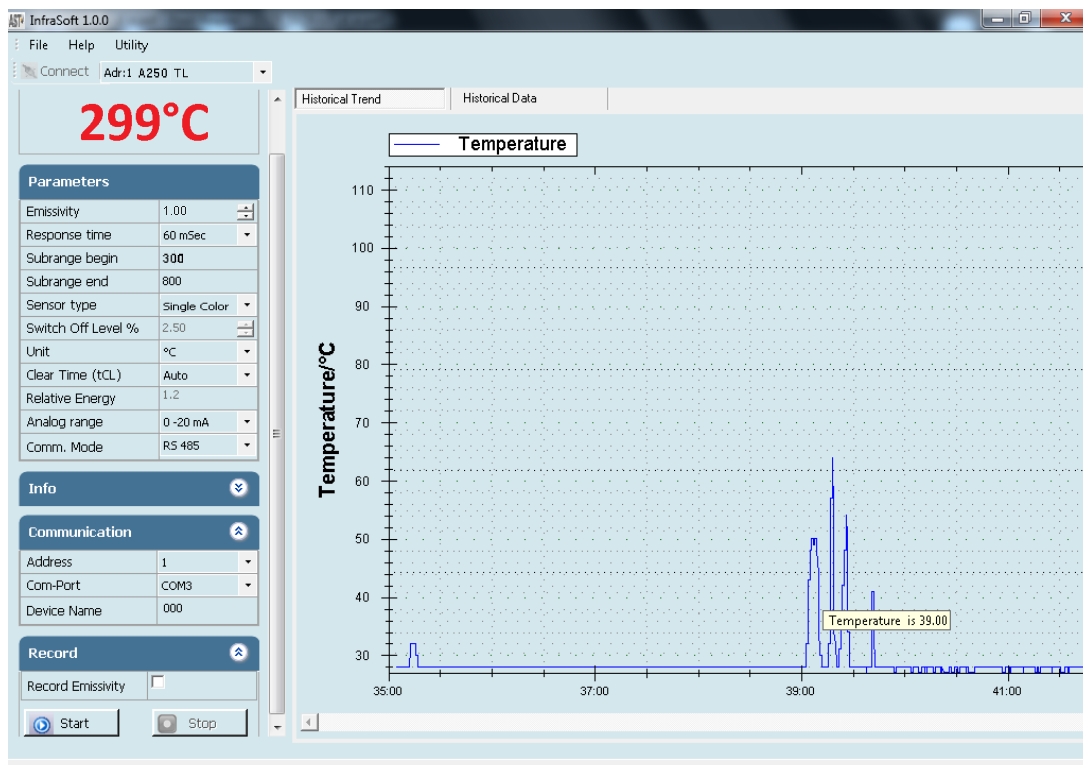 AST InfraSoft 1.0.0
File Help Utility
Connect Adr:1 A250 TL
299°C
Parameters
Emissivity 1.00
Response time 60 mSec
Subrange begin 300
Subrange end 800
Sensor type Single Color
Switch Off Level % 2.50
Unit °C
Clear Time (tCL) Auto
Relative Energy 1.2
Analog range 0 -20 mA
Comm. Mode RS 485
Info
Communication
Address 1
Com-Port COM3
Device Name 000
Record
Record Emissivity
Start Stop
Historical Trend Historical Data
Temperature
Temperature/°C
110
100
90
80
70
60
50
40
30
Temperature is 39.00
35:00 37:00 39:00 41:00